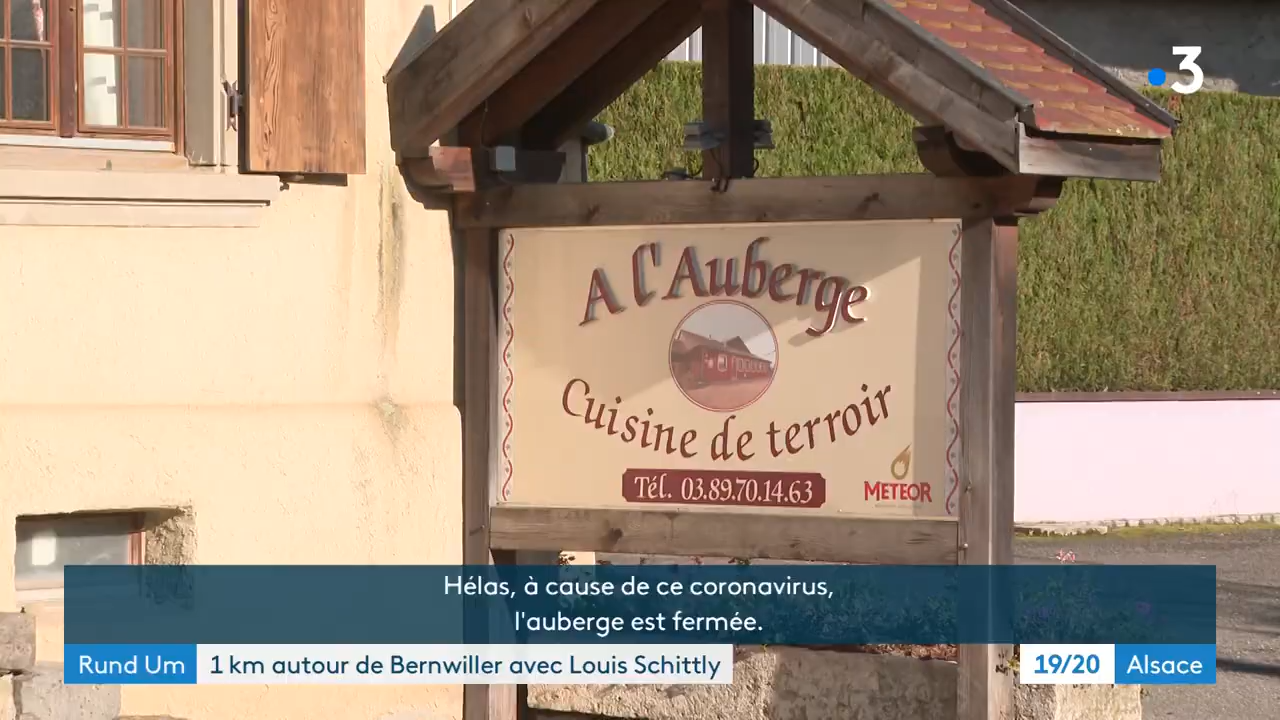 3
A l'Auberge
Cuisine de terroir
Tél. 03.89.70.14.63
METEOR
Hélas, à cause de ce coronavirus,
l'auberge est fermée.
Rund Um 1 km autour de Bernwiller avec Louis Schittly 19/20 Alsace